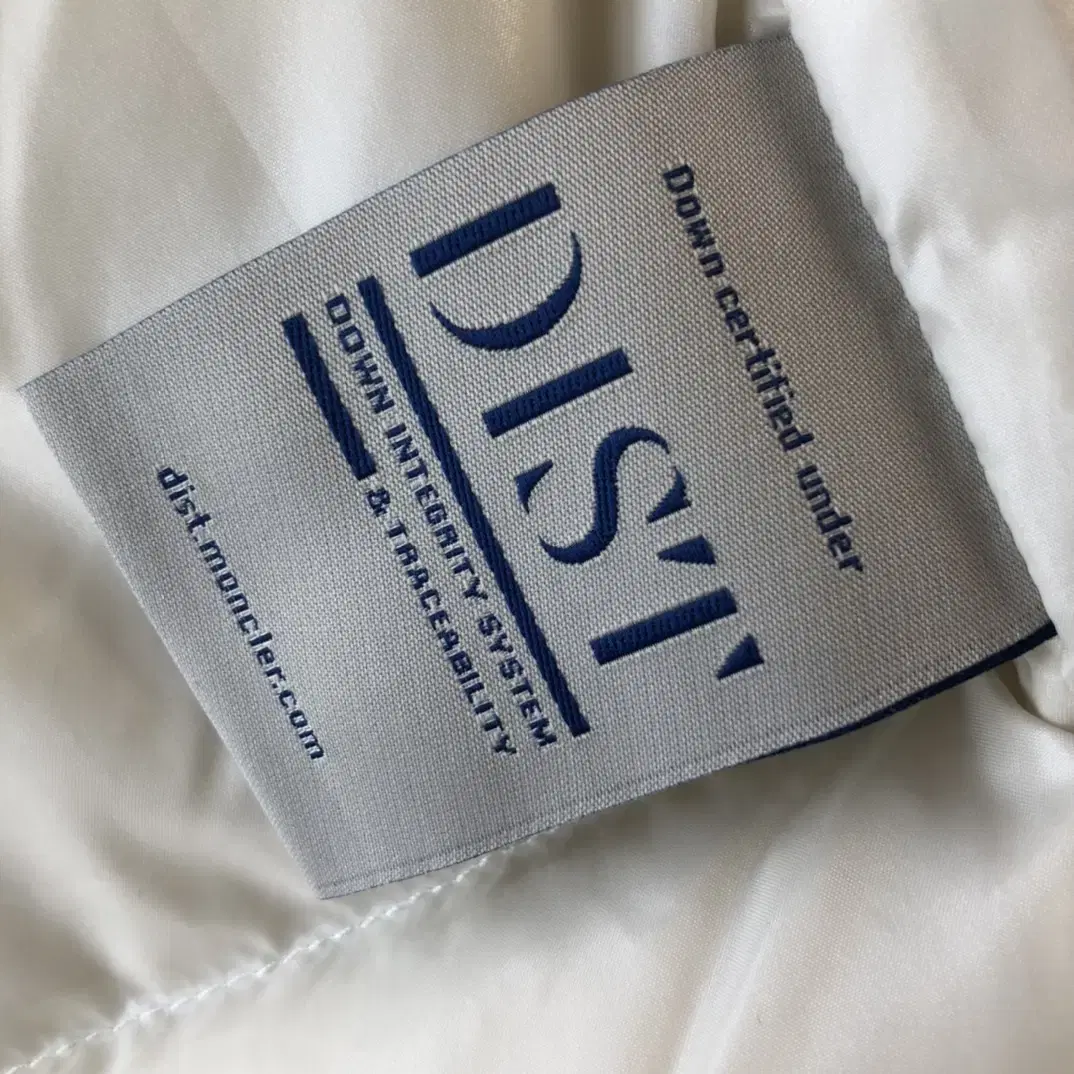 Down certified under
DIST
DOWN INTEGRITY SYSTEM
& TRACEABILITY
dist.moncler.com